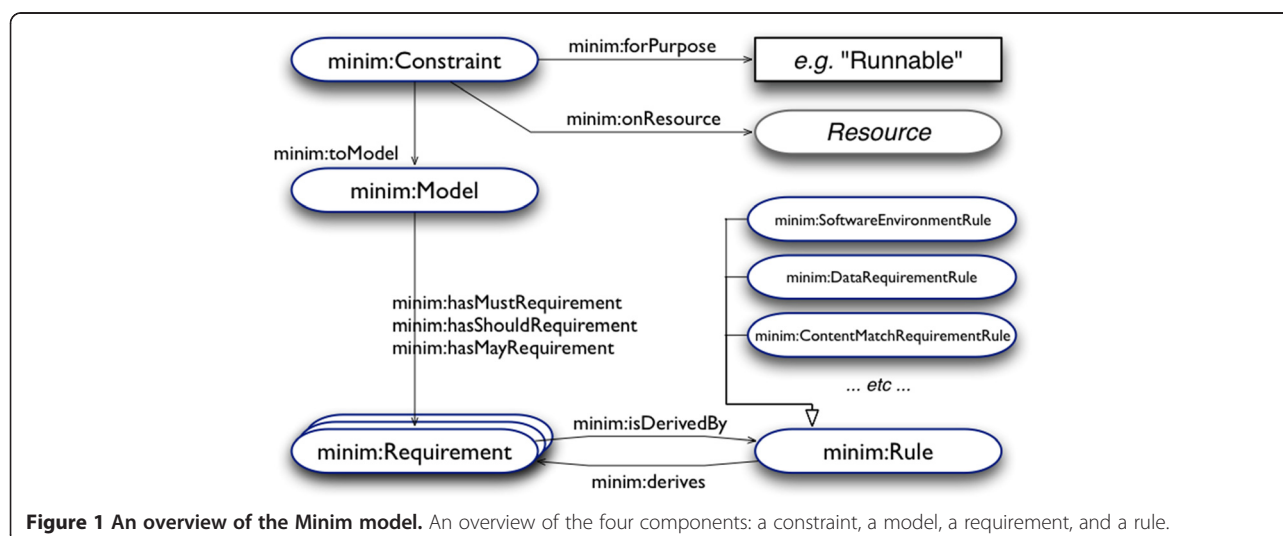 minim:Constraint
minim:forPurpose
e.g. "Runnable"
minim:onResource
Resource
minim:toModel
minim:Model
minim:SoftwareEnvironmentRule
minim:DataRequirementRule
minim:hasMustRequirement
minim:hasShouldRequirement
minim:hasMayRequirement
minim:ContentMatchRequirementRule
... etc ...
minim:Requirement
minim:isDerivedBy
minim:derives
minim:Rule
Figure 1 An overview of the Minim model. An overview of the four components: a constraint, a model, a requirement, and a rule.